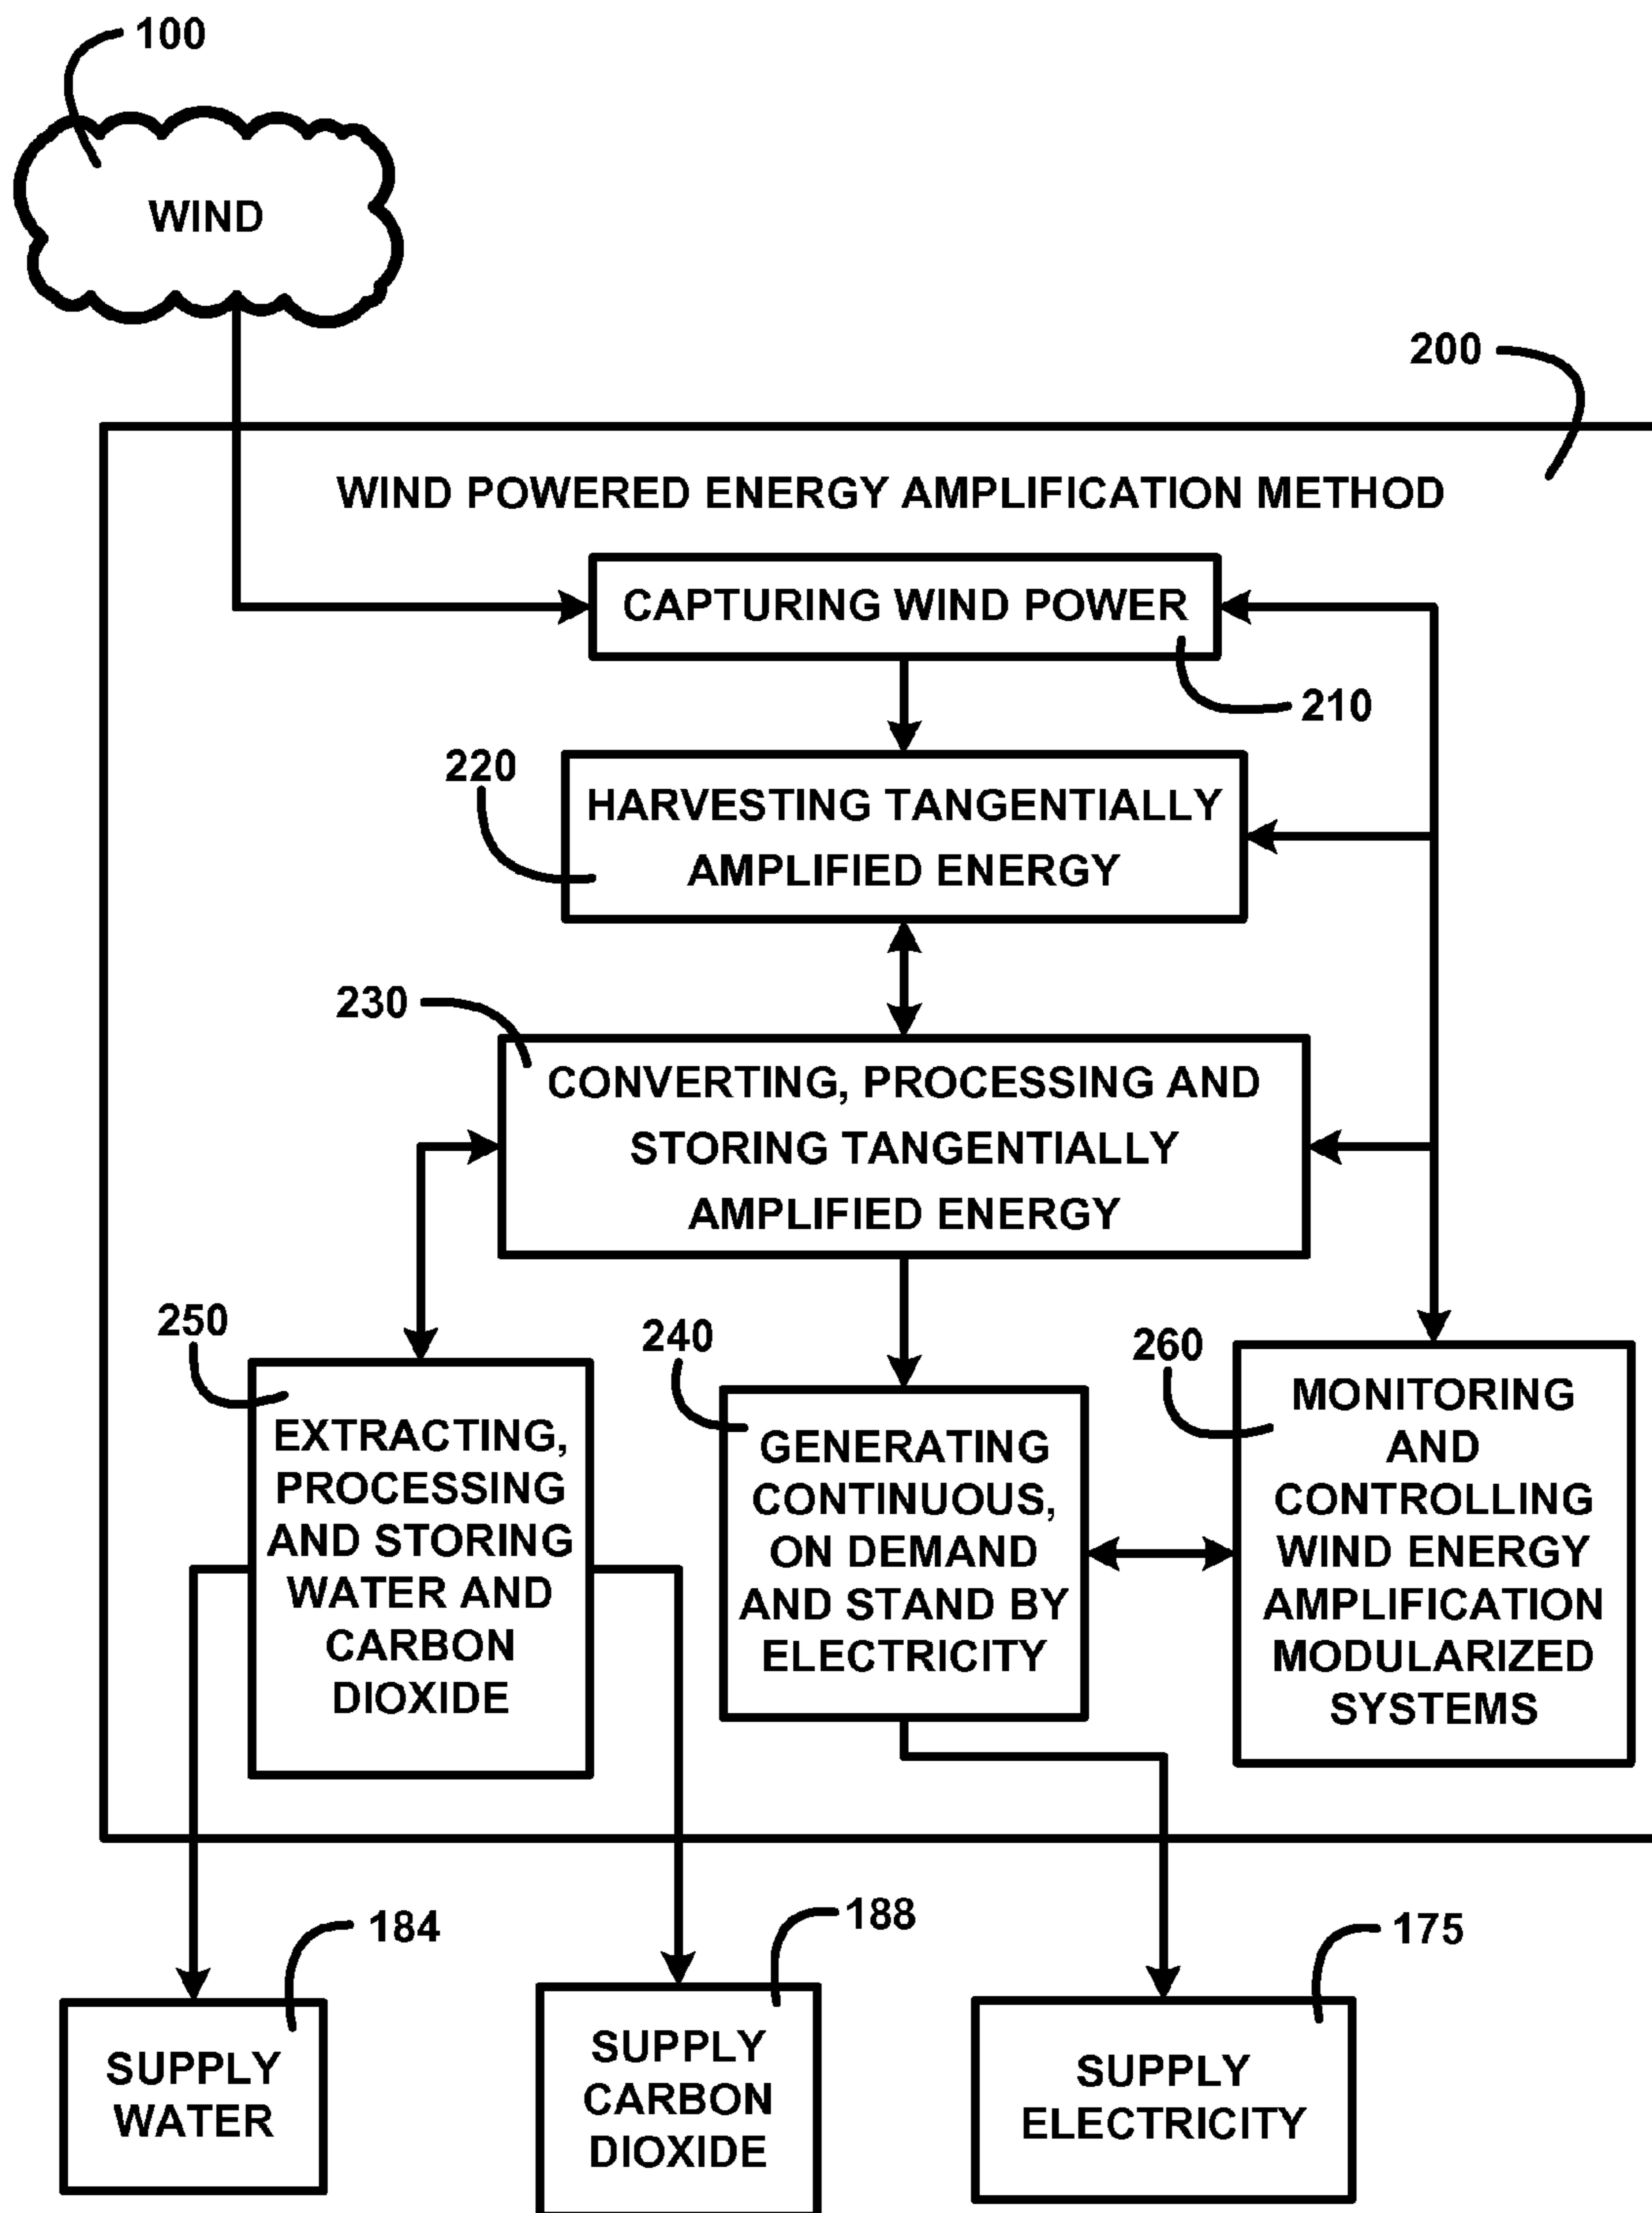 100
WIND
200
WIND POWERED ENERGY AMPLIFICATION METHOD
CAPTURING WIND POWER
210
220
HARVESTING TANGENTIALLY
AMPLIFIED ENERGY
230
CONVERTING, PROCESSING AND
STORING TANGENTIALLY
AMPLIFIED ENERGY
250
EXTRACTING,
PROCESSING
AND STORING
WATER AND
CARBON
DIOXIDE
240
GENERATING
CONTINUOUS,
ON DEMAND
AND STAND BY
ELECTRICITY
260
MONITORING
AND
CONTROLLING
WIND ENERGY
AMPLIFICATION
MODULARIZED
SYSTEMS
184
SUPPLY
WATER
188
SUPPLY
CARBON
DIOXIDE
175
SUPPLY
ELECTRICITY